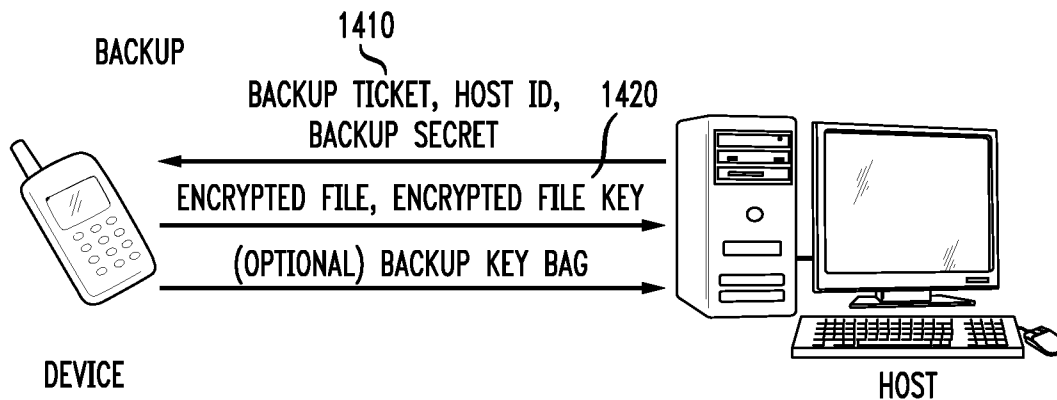 1410
BACKUP
BACKUP TICKET, HOST ID,
1420
BACKUP SECRET
ENCRYPTED FILE, ENCRYPTED FILE KEY
(OPTIONAL) BACKUP KEY BAG
DEVICE
HOST